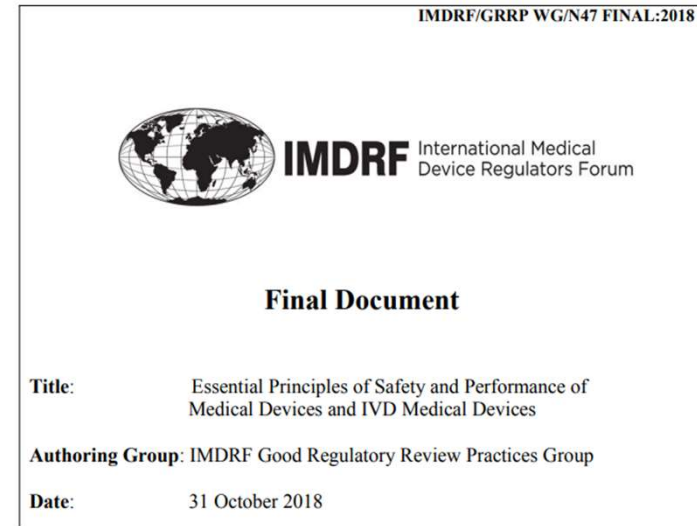 IMDRF/GRRP WG/N47 FINAL:2018
IMDRF International Medical
Device Regulators Forum
Final Document
Title: Essential Principles of Safety and Performance of
Medical Devices and IVD Medical Devices
Authoring Group: IMDRF Good Regulatory Review Practices Group
Date: 31 October 2018